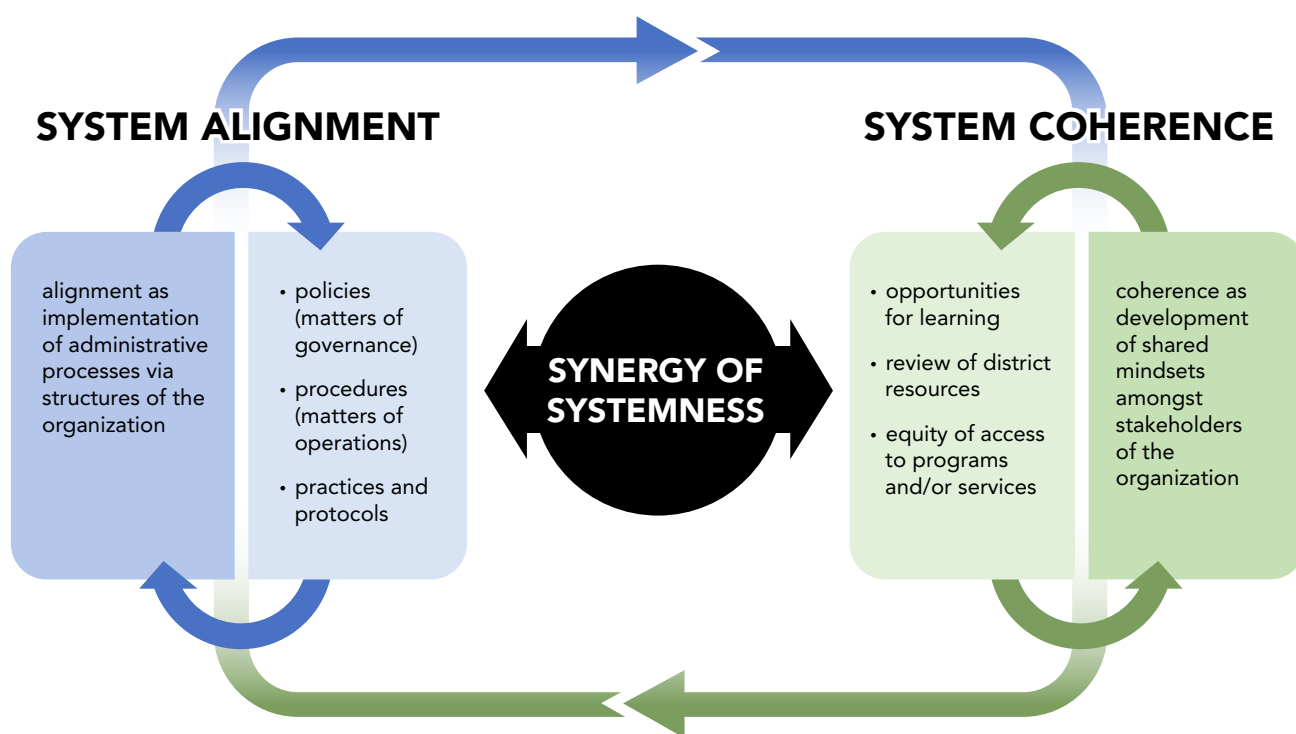 SYSTEM ALIGNMENT
alignment as
implementation
of administrative
processes via
structures of the
organization
• policies
(matters of
governance)
• procedures
(matters of
operations)
• practices and
protocols
SYNERGY OF
SYSTEMNESS
SYSTEM COHERENCE
• opportunities
for learning
• review of district
resources
• equity of access
to programs
and/or services
coherence as
development
of shared
mindsets
amongst
stakeholders
of the
organization